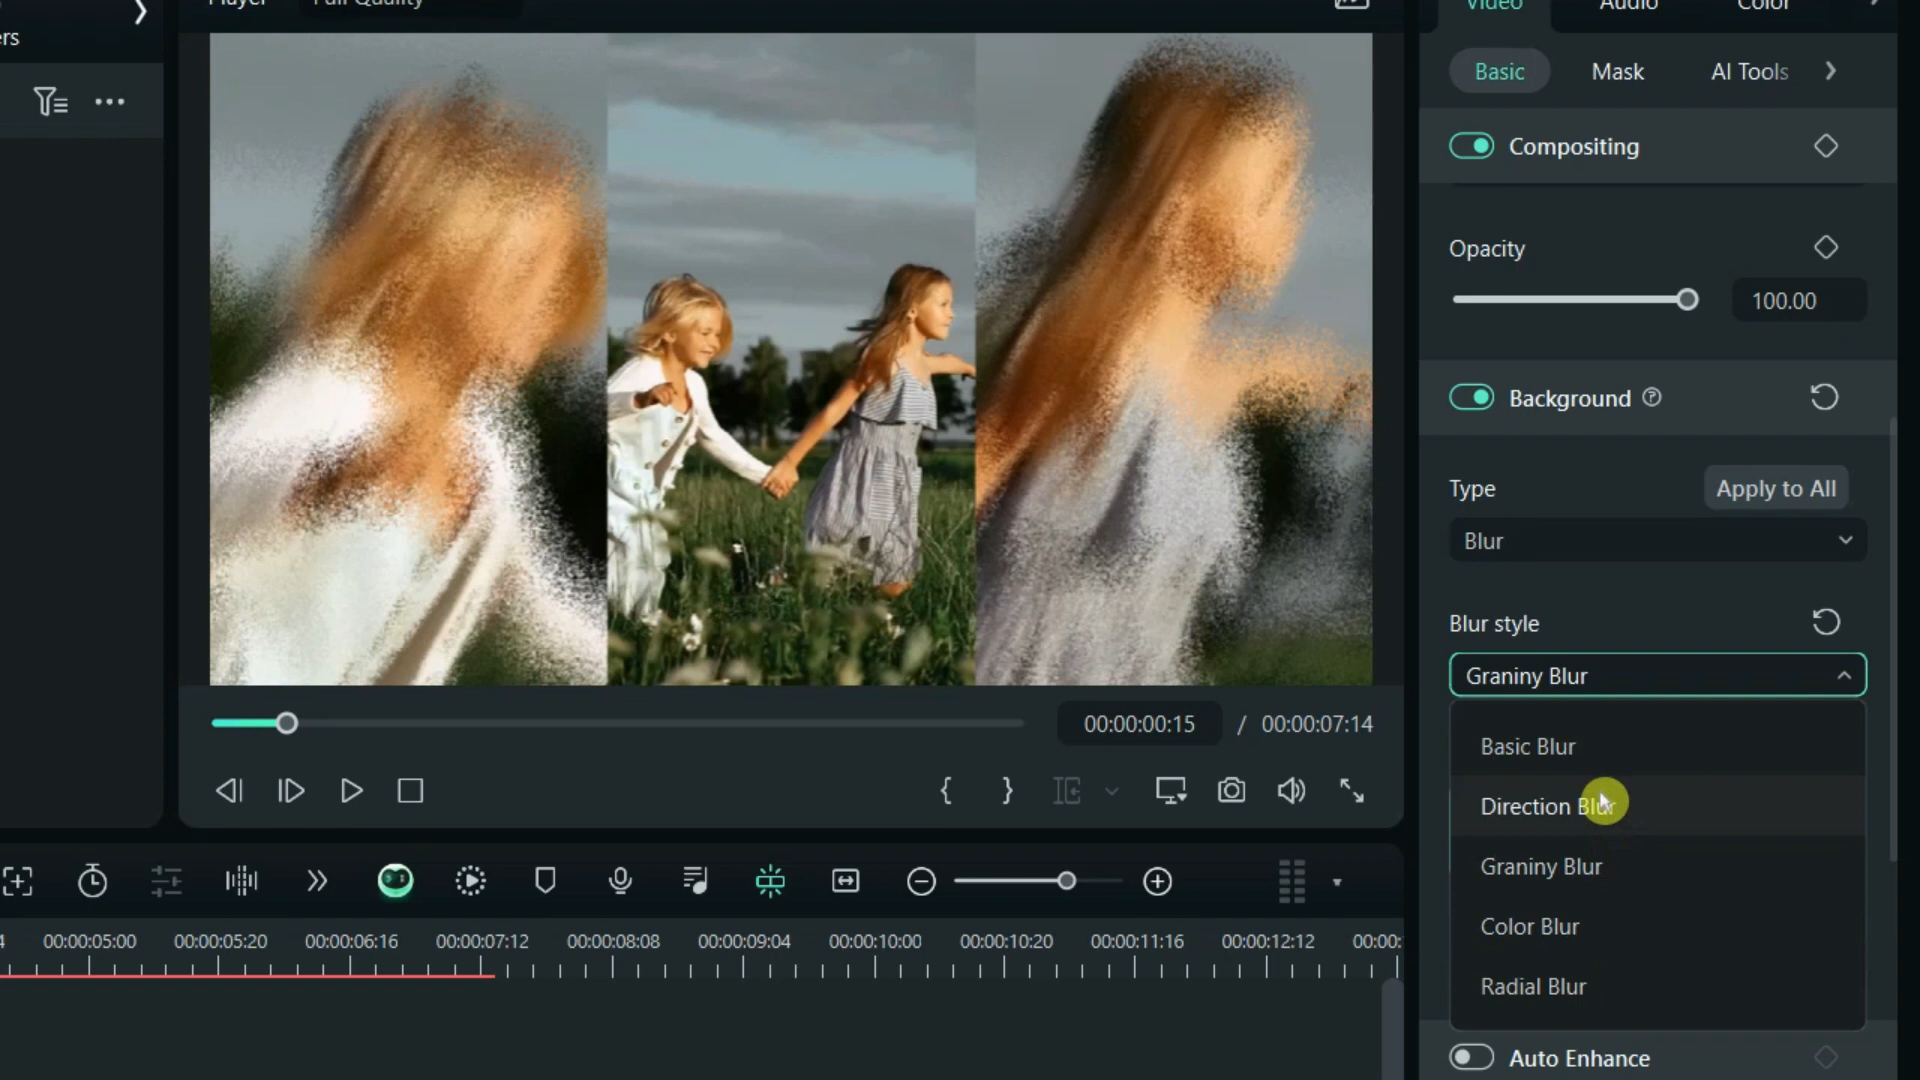 ers
Player
Full Quality
Video
Audio
Color
Basic
Mask
AI Tools
Compositing
Opacity
100.00
Background
Type
Apply to All
Blur
Blur style
Graniny Blur
Basic Blur
Direction Blur
Graniny Blur
Color Blur
Radial Blur
Auto Enhance
00:00:00:15 / 00:00:07:14
4 00:00:05:00 00:00:05:20 00:00:06:16 00:00:07:12 00:00:08:08 00:00:09:04 00:00:10:00 00:00:10:20 00:00:11:16 00:00:12:12 00:00: